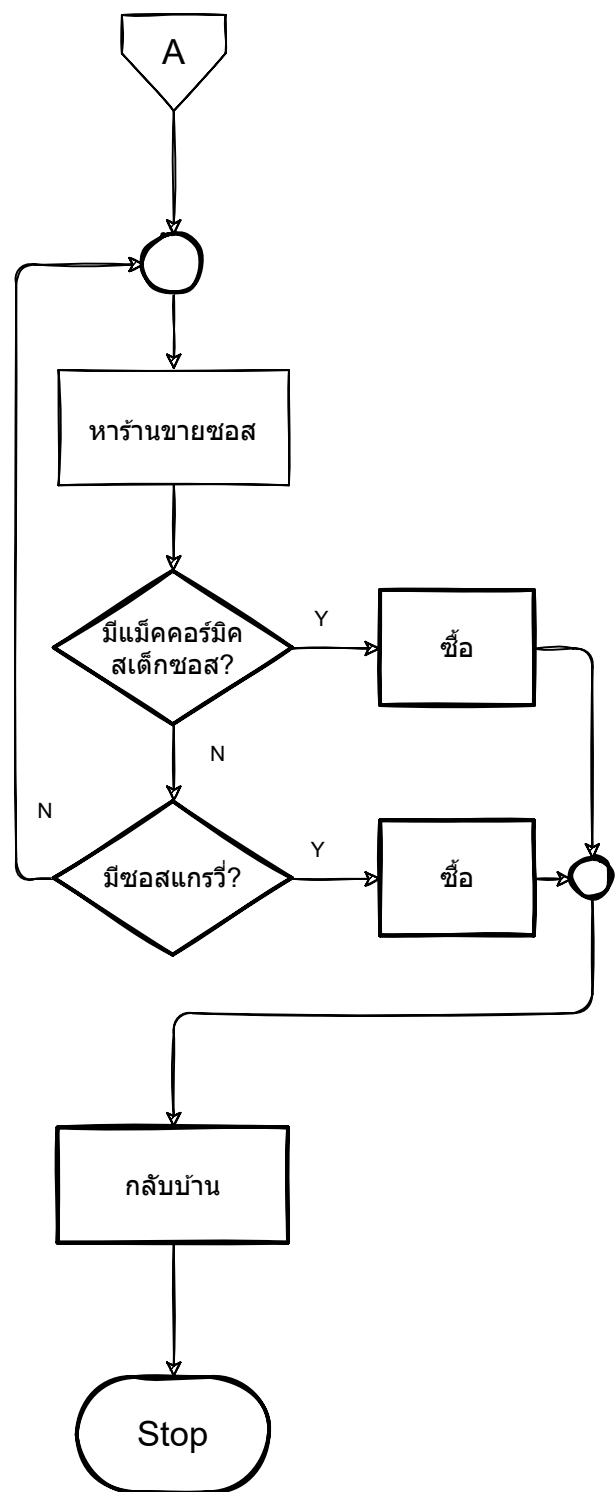 A
หาร้านขายซอส
มีแม็คคอร์มิค
สเต็กซอส?
Y
ซื้อ
N
N
มีซอสแกรวี่?
Y
ซื้อ
กลับบ้าน
Stop